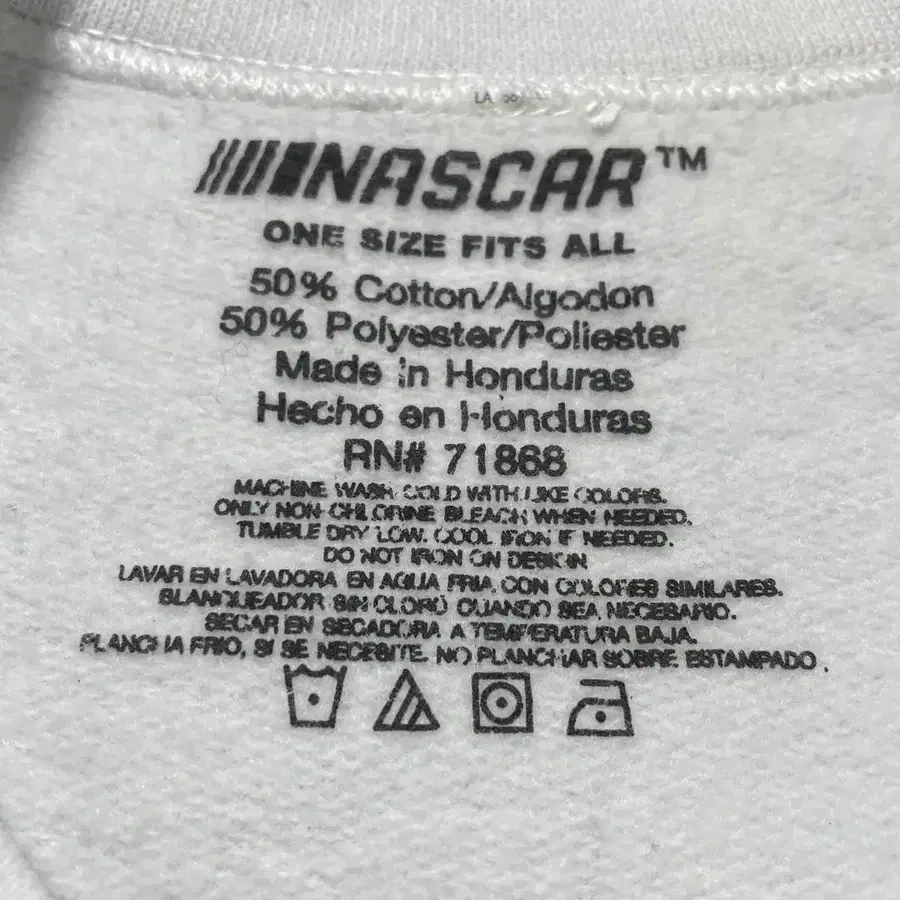 NASCAR™
ONE SIZE FITS ALL
50% Cotton/Algodon
50% Polyester/Poliester
Made in Honduras
Hecho en Honduras
RN# 71868
MACHINE WASH COLD WITH LIKE COLORS.
ONLY NON-CHLORINE BLEACH WHEN NEEDED.
TUMBLE DRY LOW. COOL IRON IF NEEDED.
DO NOT IRON ON DESIGN
LAVAR EN LAVADORA EN AGUA FRIA, CON COLORES SIMILARES.
BLANQUEADOR SIN CLORO CUANDO SEA NECESARIO.
SECAR EN SECADORA A TEMPERATURA BAJA.
PLANCHA FRIO, SI SE NECESITE. NO PLANCHAR SOBRE ESTAMPADO.